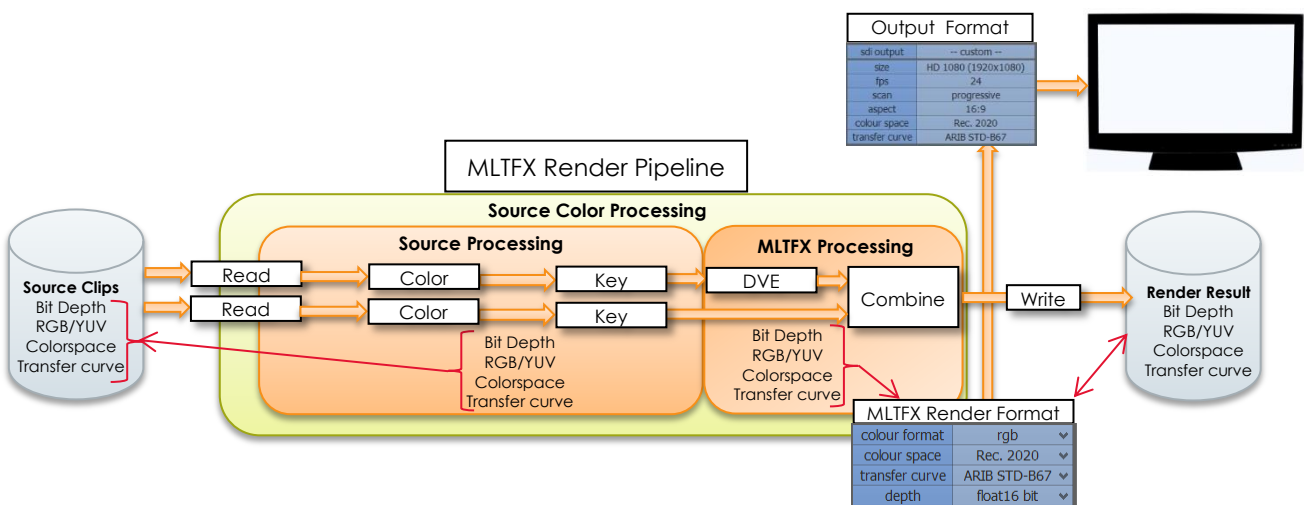 Output Format
sdi output -- custom --
size HD 1080 (1920x1080)
fps 24
scan progressive
aspect 16:9
colour space Rec. 2020
transfer curve ARIB STD-B67
MLTFX Render Pipeline
Source Color Processing
Source Processing
MLTFX Processing
Source Clips
Bit Depth
RGB/YUV
Colorspace
Transfer curve
Read
Color
Key
DVE
Read
Color
Key
Combine
Write
Bit Depth
RGB/YUV
Colorspace
Transfer curve
Bit Depth
RGB/YUV
Colorspace
Transfer curve
Render Result
Bit Depth
RGB/YUV
Colorspace
Transfer curve
MLTFX Render Format
colour format rgb
colour space Rec. 2020
transfer curve ARIB STD-B67
depth float16 bit